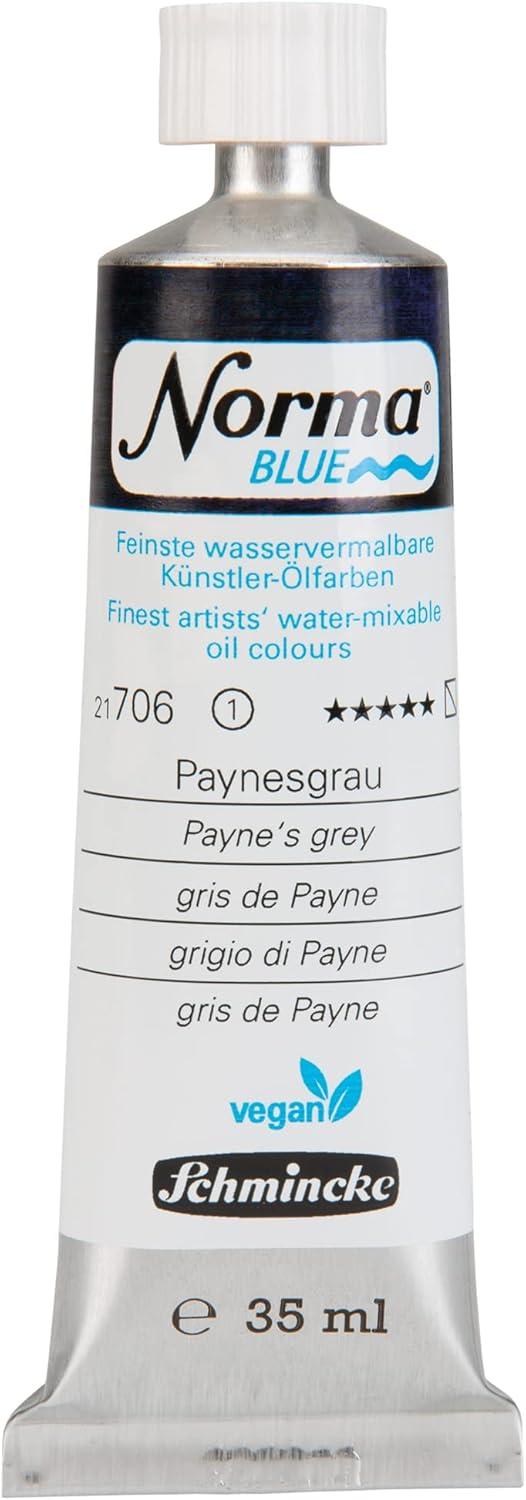 Norma®
BLUE
Feinste wasservermalbare
Künstler-Ölfarben
Finest artists' water-mixable
oil colours
21706 1 ★★★★★
Paynesgrau
Payne's grey
gris de Payne
grigio di Payne
gris de Payne
vegan
Schmincke
℮ 35 ml